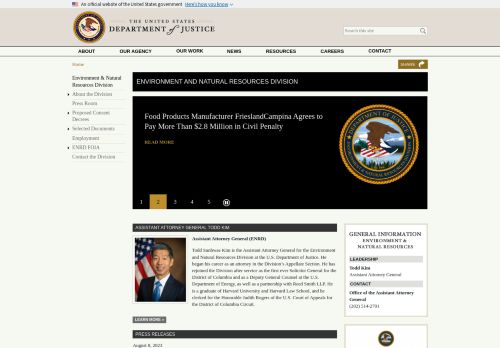 An official website of the United States government Here's how you know
THE UNITED STATES
DEPARTMENT of JUSTICE
Search this site
ABOUT OUR AGENCY OUR WORK NEWS RESOURCES CAREERS CONTACT
Home
SHARE
Environment & Natural
Resources Division
About the Division
Press Room
Proposed Consent
Decrees
Selected Documents
Employment
ENRD FOIA
Contact the Division
ENVIRONMENT AND NATURAL RESOURCES DIVISION
Food Products Manufacturer FrieslandCampina Agrees to
Pay More Than $2.8 Million in Civil Penalty
READ MORE
1 2 3 4 5
ASSISTANT ATTORNEY GENERAL TODD KIM
Assistant Attorney General (ENRD)
Todd Sunhwae Kim is the Assistant Attorney General for the Environment
and Natural Resources Division at the U.S. Department of Justice. He
began his career as an attorney in the Division's Appellate Section. He has
rejoined the Division after service as the first ever Solicitor General for the
District of Columbia and as a Deputy General Counsel at the U.S.
Department of Energy, as well as a partnership with Reed Smith LLP. He
is a graduate of Harvard University and Harvard Law School, and he
clerked for the Honorable Judith Rogers of the U.S. Court of Appeals for
the District of Columbia Circuit.
LEARN MORE »
PRESS RELEASES
August 8, 2023
GENERAL INFORMATION
ENVIRONMENT &
NATURAL RESOURCES
LEADERSHIP
Todd Kim
Assistant Attorney General
CONTACT
Office of the Assistant Attorney
General
(202) 514-2701